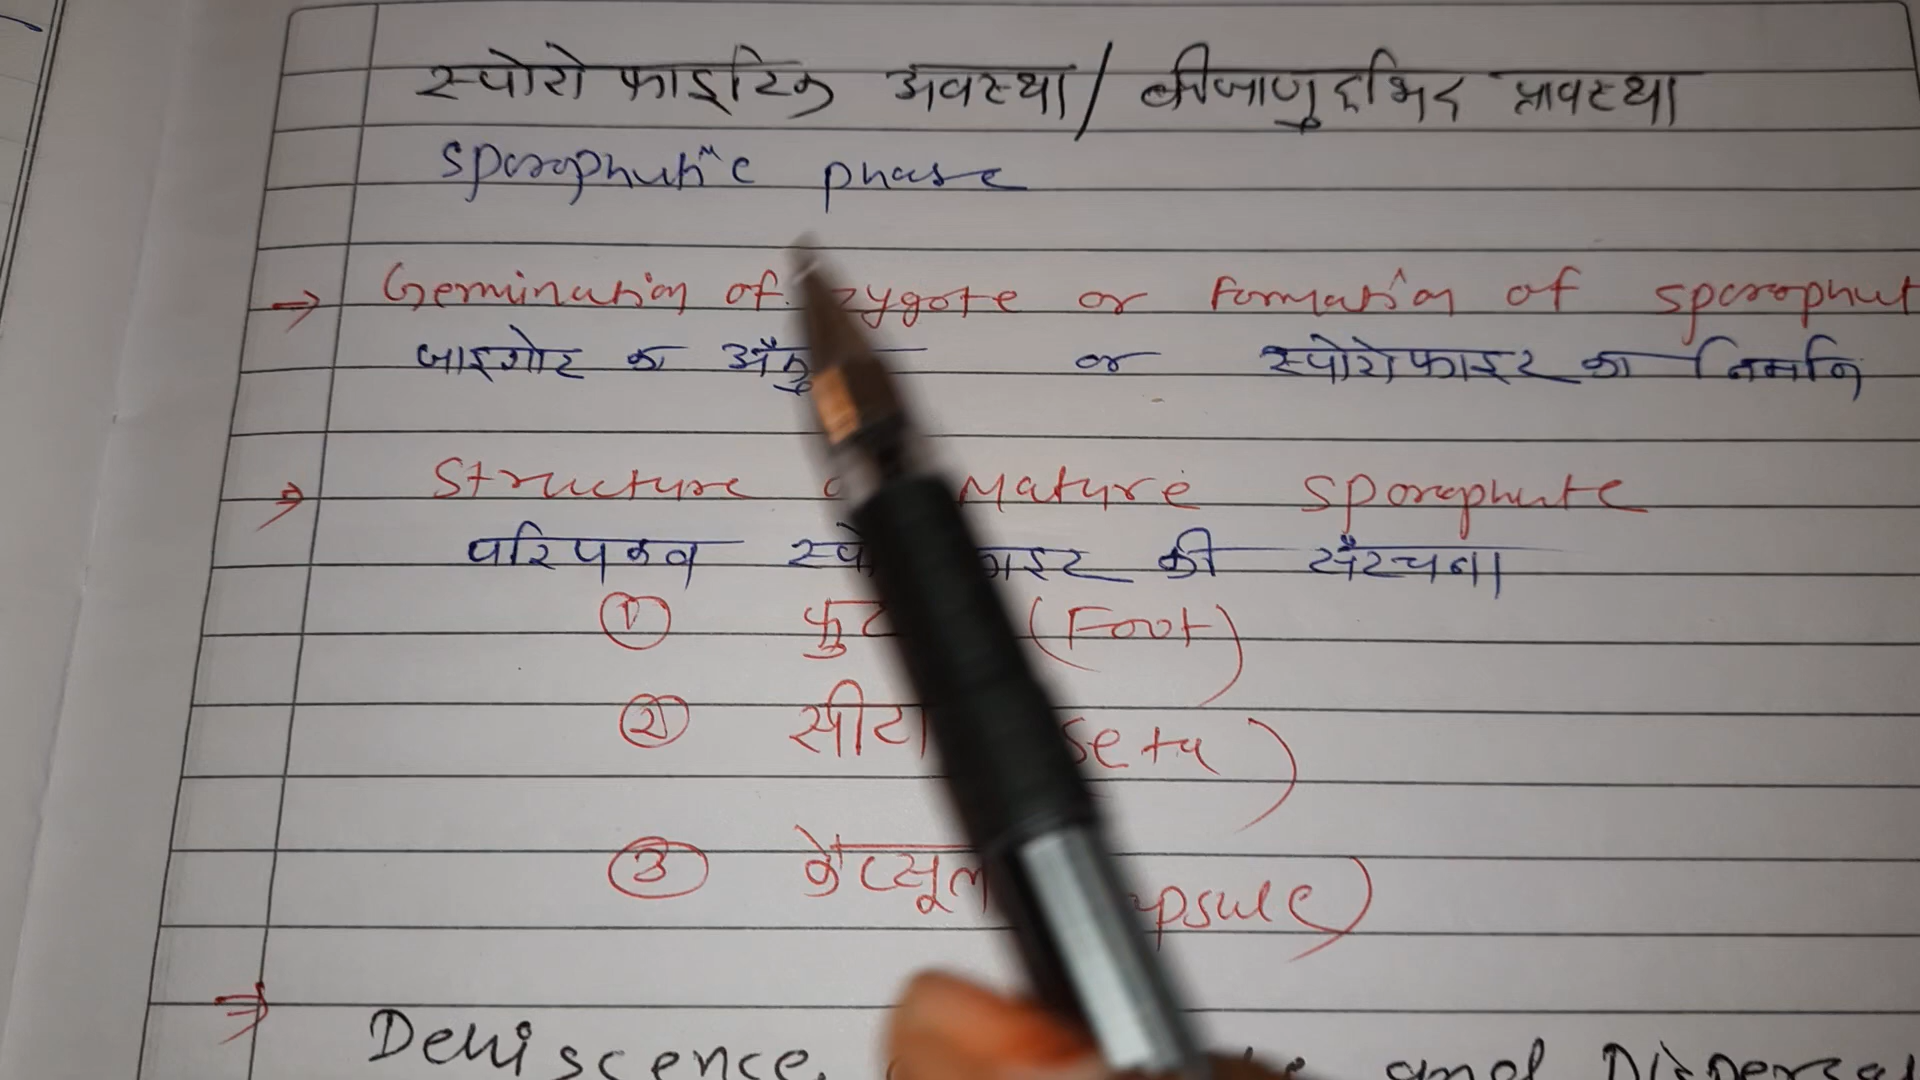 स्पोरोफाइटिक अवस्था / बीजाणुदभिद अवस्था
Sporophytic phase
→ Germination of zygote or Formation of Sporophyt
जाइगोट का or स्पोरोफाइट का निर्माण
→ Structure Mature Sporophyte
परिपक्व की संरचना
① (Foot)
② सीटा Seta)
③ कैप्सूल psule)
⇒ Dehiscence and Dispersal